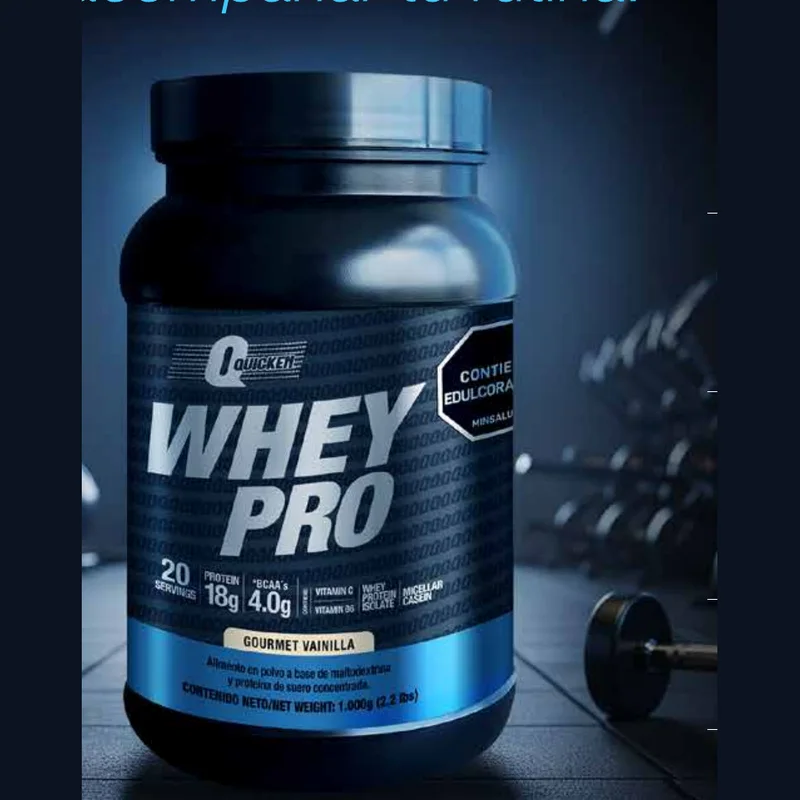 tu rutina.
QUICKEN
WHEY
PRO
CONTIE
EDULCORA
MINSALU
20
SERVINGS
PROTEIN
18g
*BCAA´s
4.0g
VITAMIN C
VITAMIN B6
WHEY
PROTEIN
ISOLATE
MICELLAR
CASEIN
GOURMET VAINILLA
Alimento en polvo a base de maltodextrina
y proteína de suero concentrada.
CONTENIDO NETO/NET WEIGHT: 1.000g (2.2 lbs)